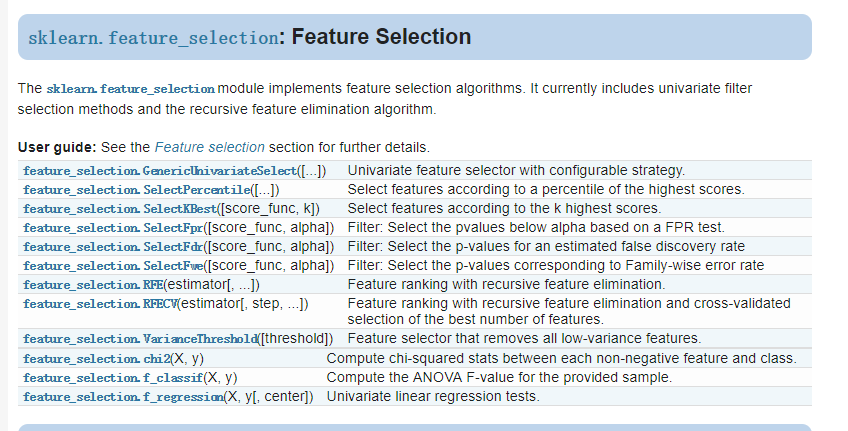 sklearn.feature_selection: Feature Selection
The sklearn.feature_selection module implements feature selection algorithms. It currently includes univariate filter
selection methods and the recursive feature elimination algorithm.
User guide: See the Feature selection section for further details.
feature_selection.GenericUnivariateSelect([...]) Univariate feature selector with configurable strategy.
feature_selection.SelectPercentile([...]) Select features according to a percentile of the highest scores.
feature_selection.SelectKBest([score_func, k]) Select features according to the k highest scores.
feature_selection.SelectFpr([score_func, alpha]) Filter: Select the pvalues below alpha based on a FPR test.
feature_selection.SelectFdr([score_func, alpha]) Filter: Select the p-values for an estimated false discovery rate
feature_selection.SelectFwe([score_func, alpha]) Filter: Select the p-values corresponding to Family-wise error rate
feature_selection.RFE(estimator[, ...]) Feature ranking with recursive feature elimination.
feature_selection.RFECV(estimator[, step, ...]) Feature ranking with recursive feature elimination and cross-validated
selection of the best number of features.
feature_selection.VarianceThreshold([threshold]) Feature selector that removes all low-variance features.
feature_selection.chi2(X, y) Compute chi-squared stats between each non-negative feature and class.
feature_selection.f_classif(X, y) Compute the ANOVA F-value for the provided sample.
feature_selection.f_regression(X, y[, center]) Univariate linear regression tests.